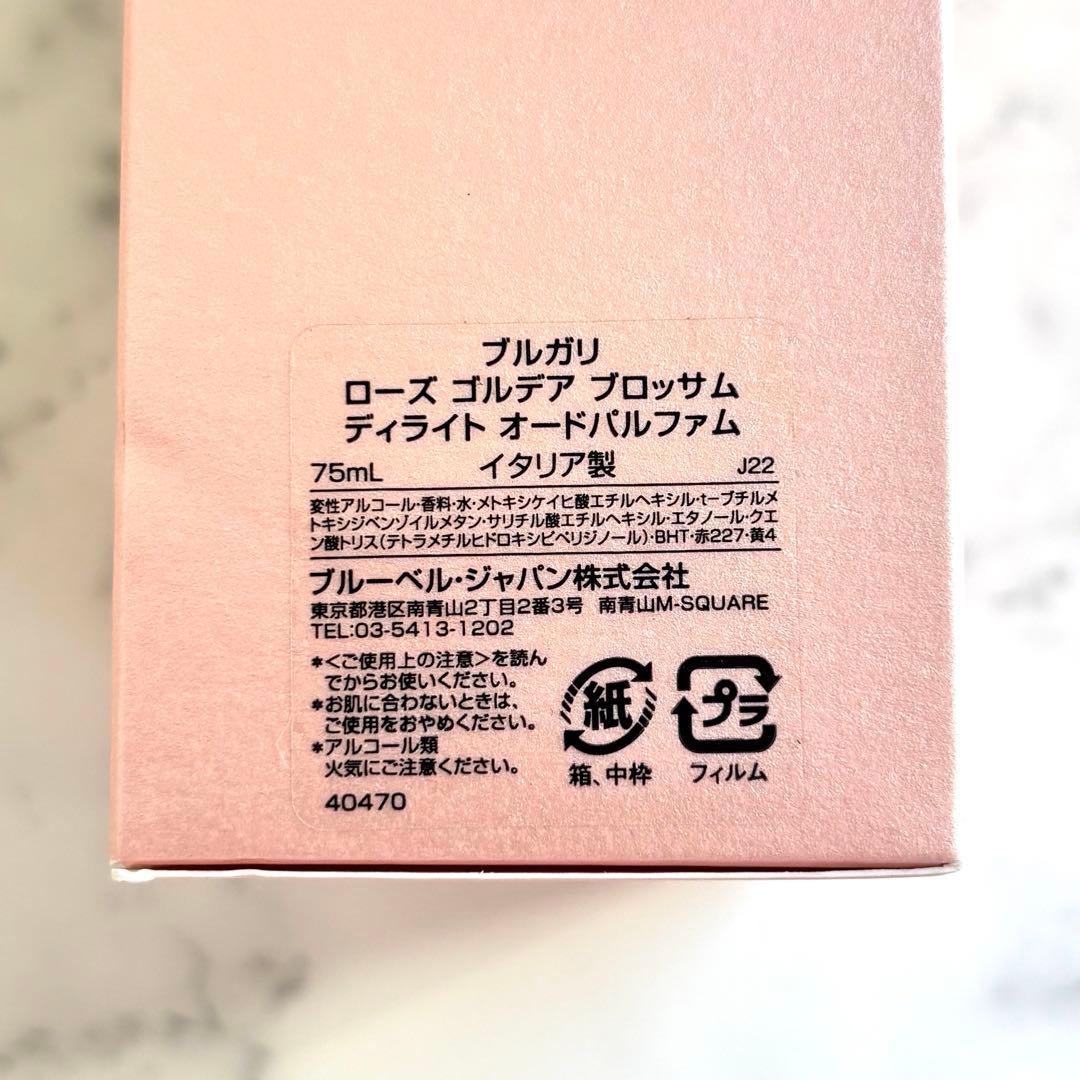 ブルガリ
ローズ ゴルデア ブロッサム
ディライト オードパルファム
75mL イタリア製 J22
変性アルコール・香料・水・メトキシケイヒ酸エチルヘキシル・t-ブチルメ
トキシジベンゾイルメタン・サリチル酸エチルヘキシル・エタノール・クエ
ン酸トリス(テトラメチルヒドロキシピペリジノール)・BHT・赤227・黄4
ブルーベル・ジャパン株式会社
東京都港区南青山2丁目2番3号 南青山M-SQUARE
TEL:03-5413-1202
*<ご使用上の注意>を読ん
でからお使いください。
*お肌に合わないときは、
ご使用をおやめください。
*アルコール類
火気にご注意ください。
40470
紙
箱、中枠
プラ
フィルム